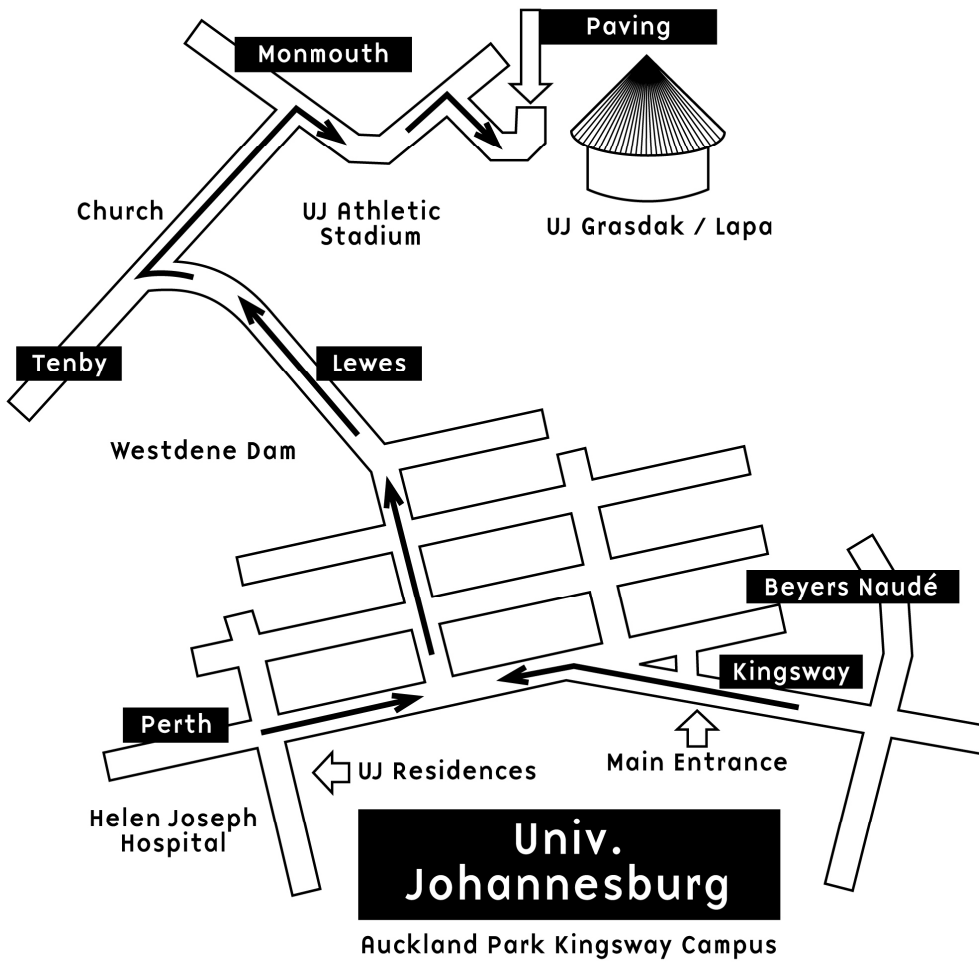 Paving
Monmouth
Church
UJ Athletic
Stadium
UJ Grasdak / Lapa
Tenby
Lewes
Westdene Dam
Beyers Naudé
Kingsway
Perth
Main Entrance
UJ Residences
Helen Joseph
Hospital
Univ.
Johannesburg
Auckland Park Kingsway Campus